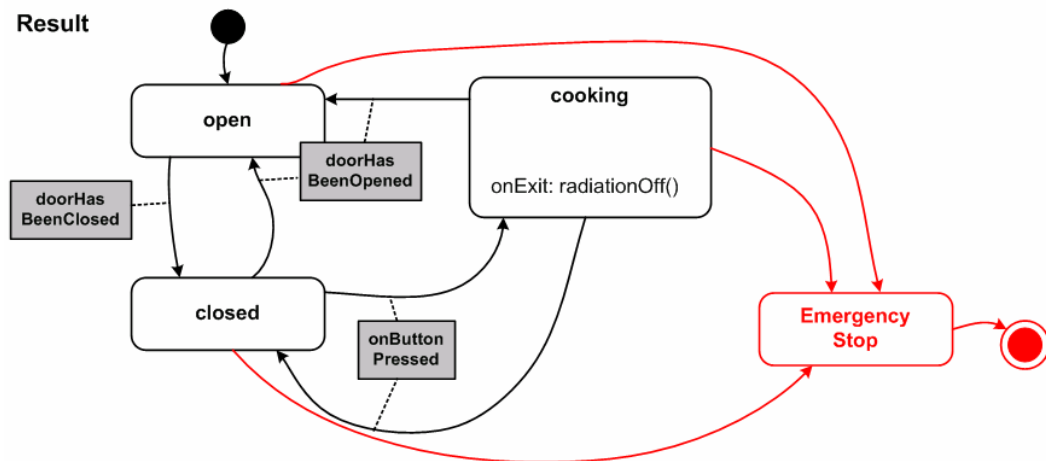 Result
open
cooking
onExit: radiationOff()
doorHas
BeenOpened
doorHas
BeenClosed
closed
onButton
Pressed
Emergency
Stop